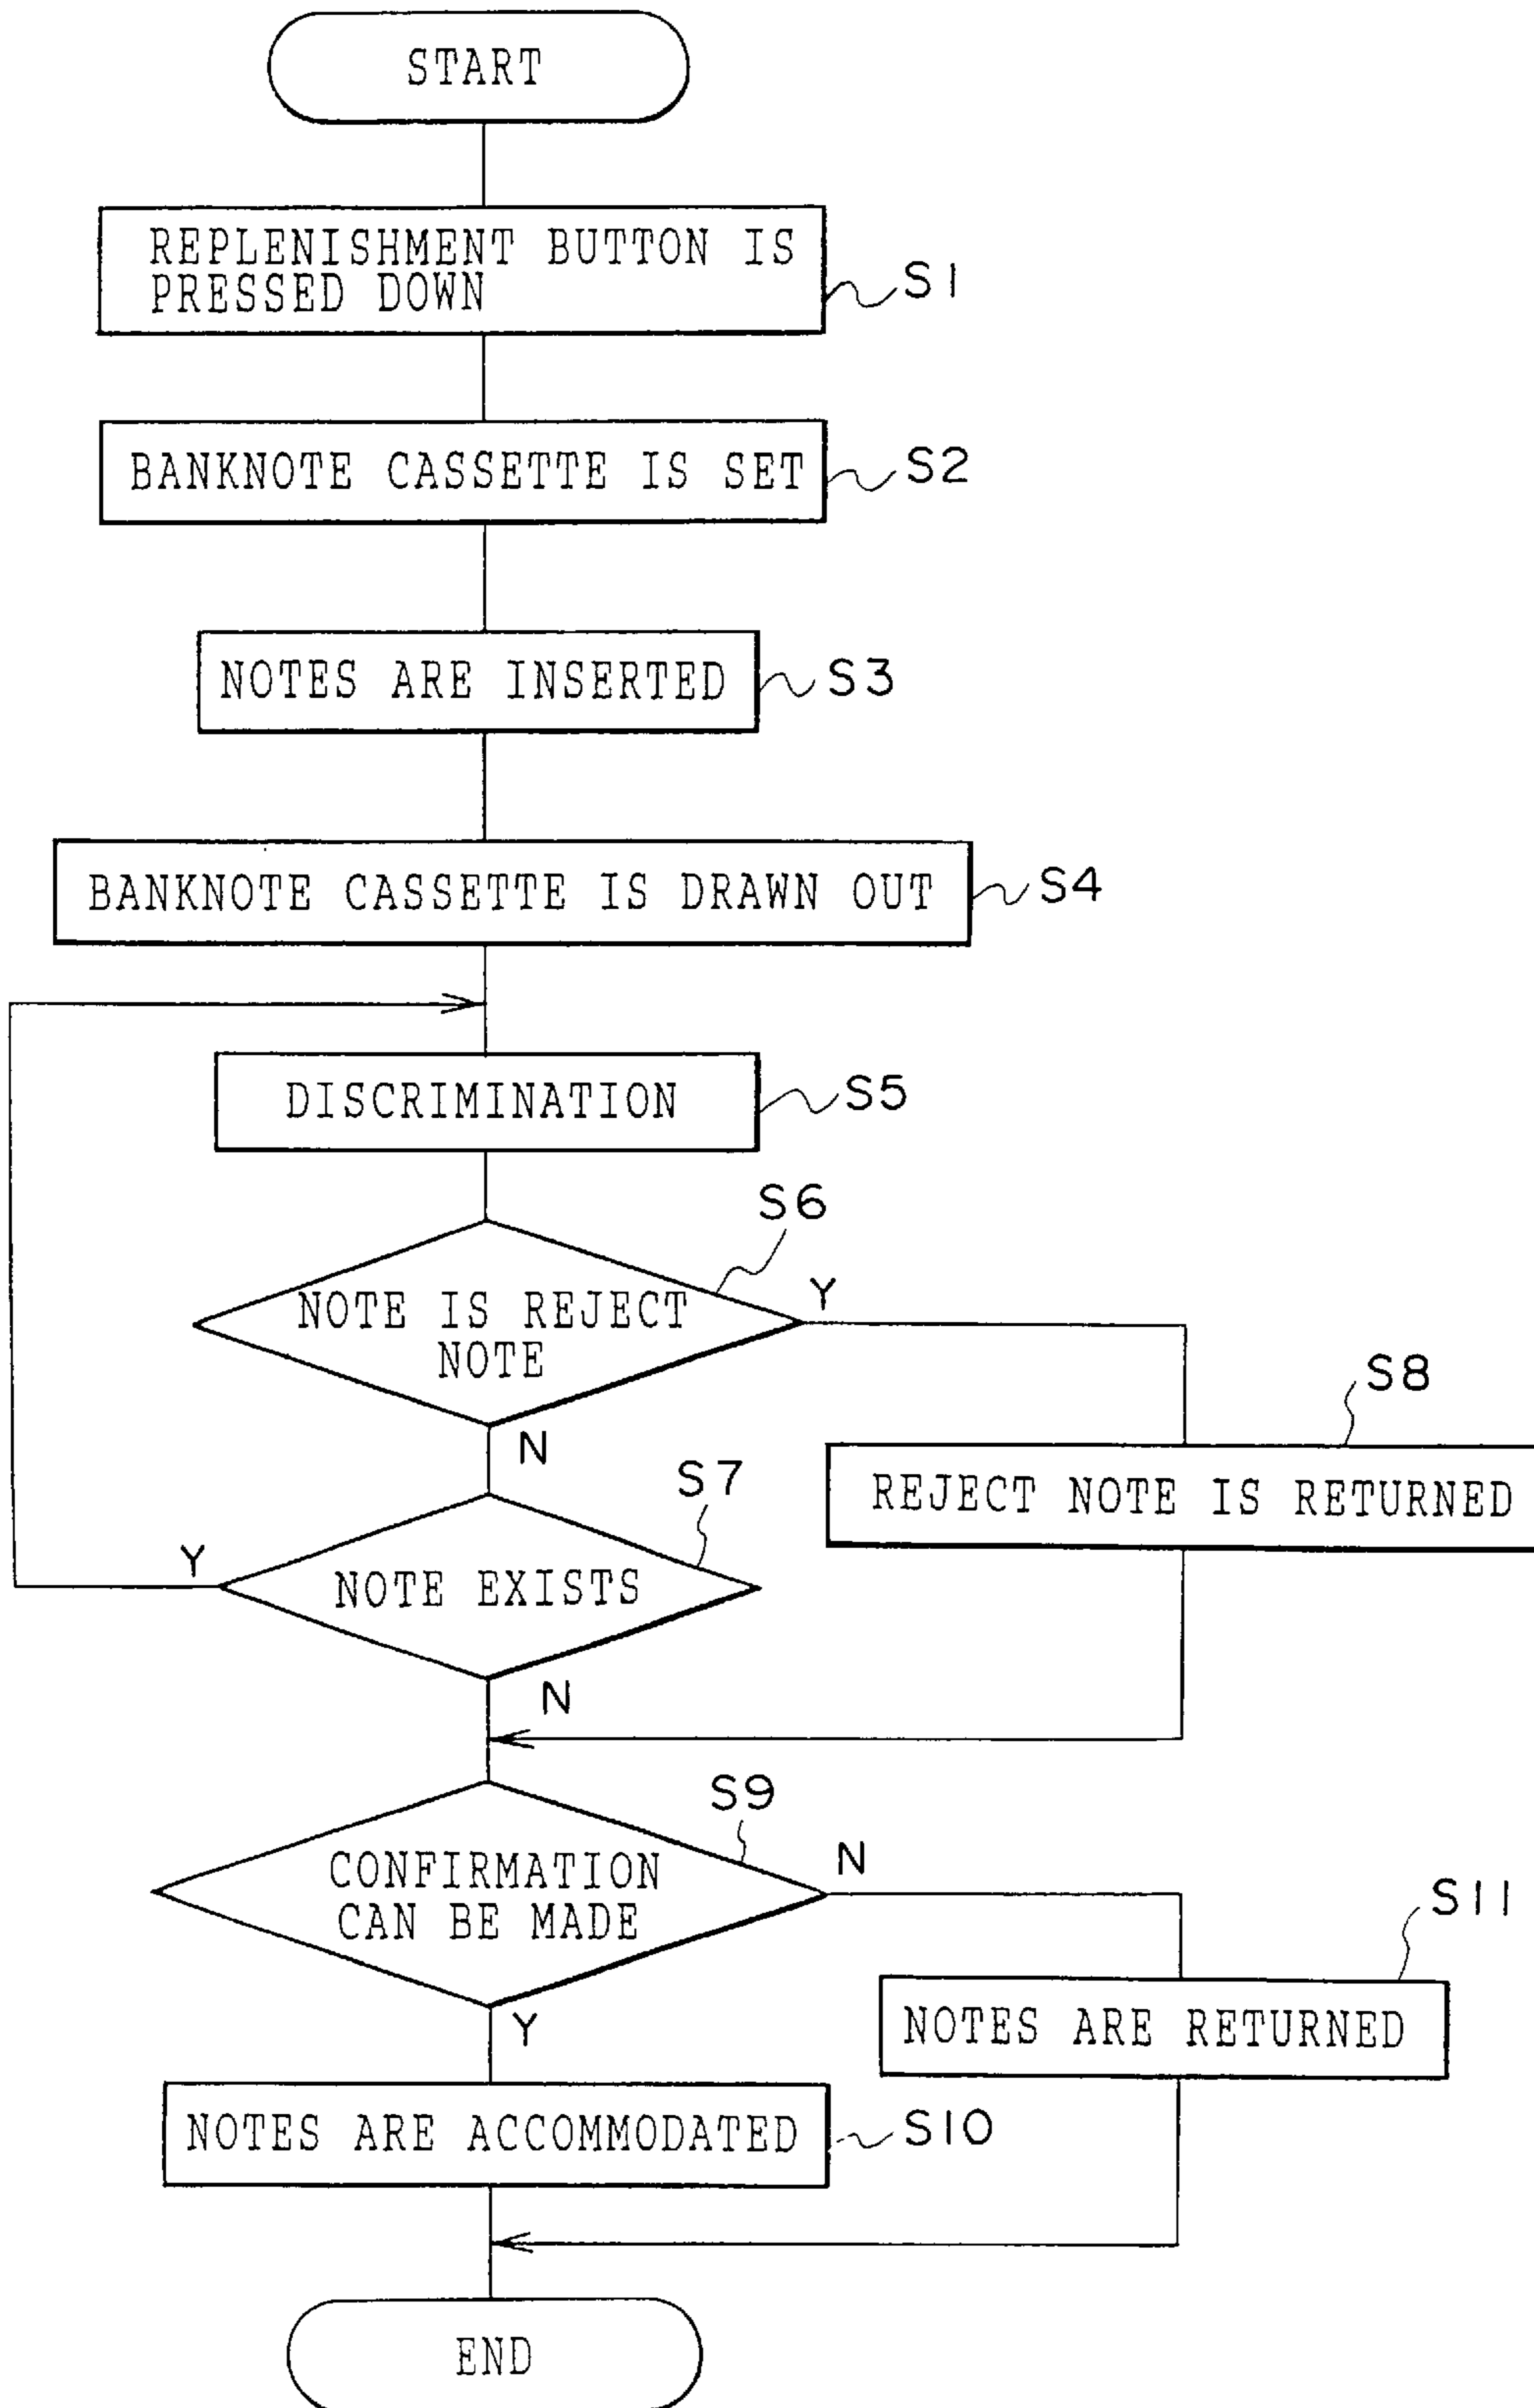 START
REPLENISHMENT BUTTON IS
PRESSED DOWN
S1
BANKNOTE CASSETTE IS SET
S2
NOTES ARE INSERTED
S3
BANKNOTE CASSETTE IS DRAWN OUT
S4
DISCRIMINATION
S5
S6
NOTE IS REJECT
NOTE
Y
N
S8
REJECT NOTE IS RETURNED
S7
Y
NOTE EXISTS
N
S9
CONFIRMATION
CAN BE MADE
N
Y
S11
NOTES ARE RETURNED
NOTES ARE ACCOMMODATED
S10
END